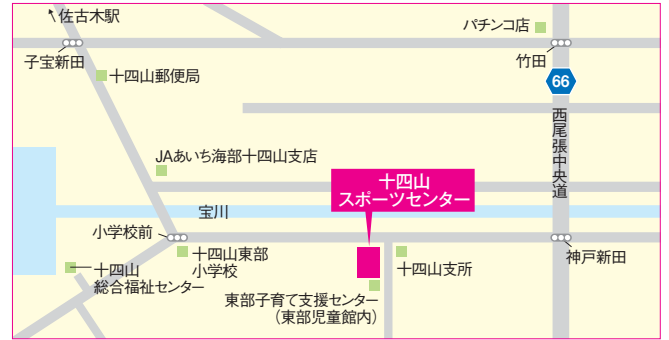 佐古木駅
パチンコ店
子宝新田
竹田
十四山郵便局
66
西尾張中央道
JAあいち海部十四山支店
十四山
スポーツセンター
宝川
小学校前
十四山東部
小学校
十四山支所
神戸新田
十四山
総合福祉センター
東部子育て支援センター
（東部児童館内）